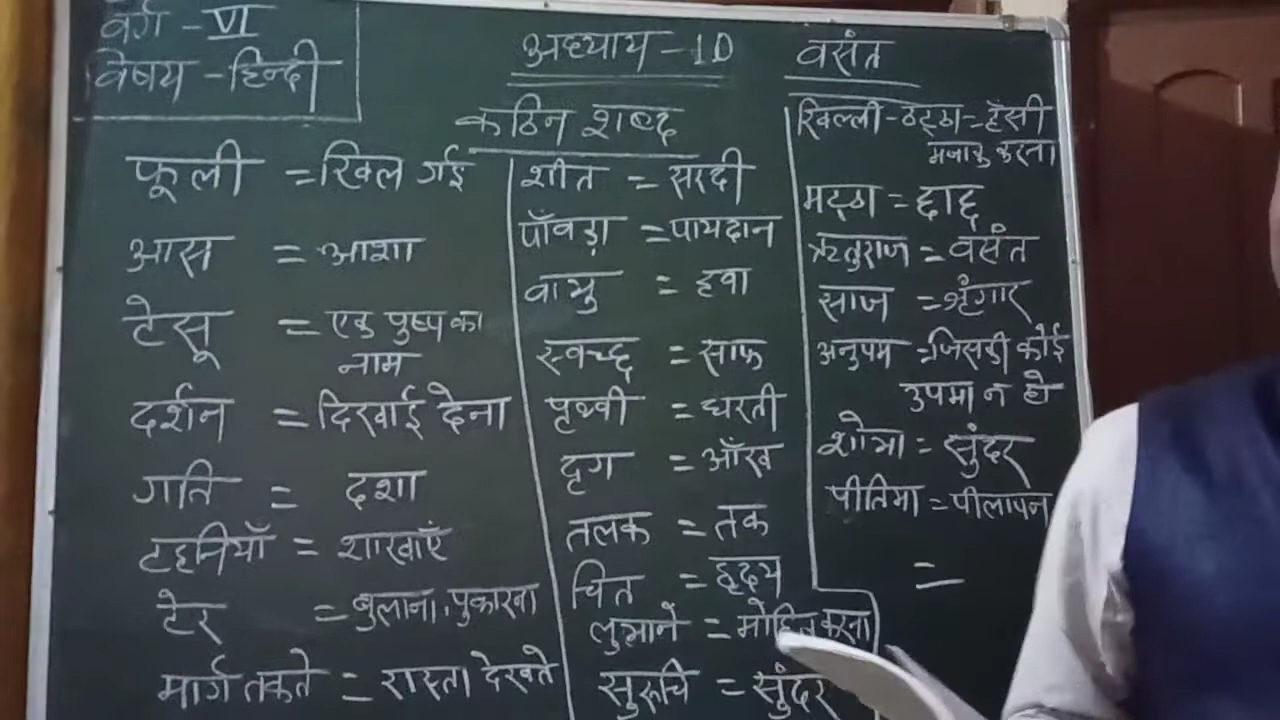 वर्ग - VI
विषय - हिन्दी
अध्याय - 10 वसंत
कठिन शब्द
फूली = खिल गई
आस = आशा
टेसू = एक पुष्प का
नाम
दर्शन = दिखाई देना
गति = दशा
टहनियाँ = शाखाएँ
टेर = बुलाना, पुकारना
मार्ग तकते = रास्ता देखते
शीत = सरदी
पाँवड़ा = पायदान
वायु = हवा
स्वच्छ = साफ
पृथ्वी = धरती
दृग = आँख
तलक = तक
चित = हृदय
लुभाने = मोहित करना
सुरूचि = सुंदर
खिल्ली - ठट्ठा = हँसी
मजाक करना
मट्ठा = छाछ
ऋतुराज = वसंत
साज = श्रृंगार
अनुपम = जिसकी कोई
उपमा न हो
शोभा = सुंदर
पीतिमा = पीलापन
=